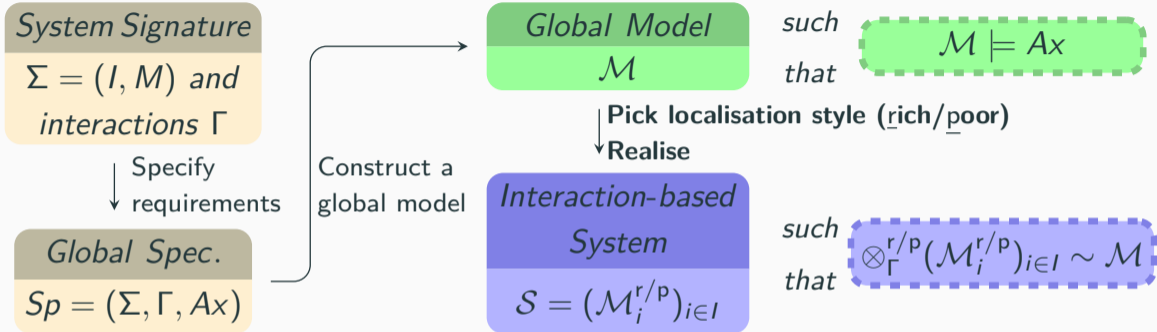 System Signature
Σ = (I, M) and
interactions Γ
Specify
requirements
Global Spec.
Sp = (Σ, Γ, Ax)
Construct a
global model
Global Model
ℳ
such
that
ℳ ⊨ Ax
Pick localisation style (rich/poor)
Realise
Interaction-based
System
𝒮 = (ℳ_i^{r/p})_{i∈I}
such
that
⊗_Γ^{r/p}(ℳ_i^{r/p})_{i∈I} ∼ ℳ